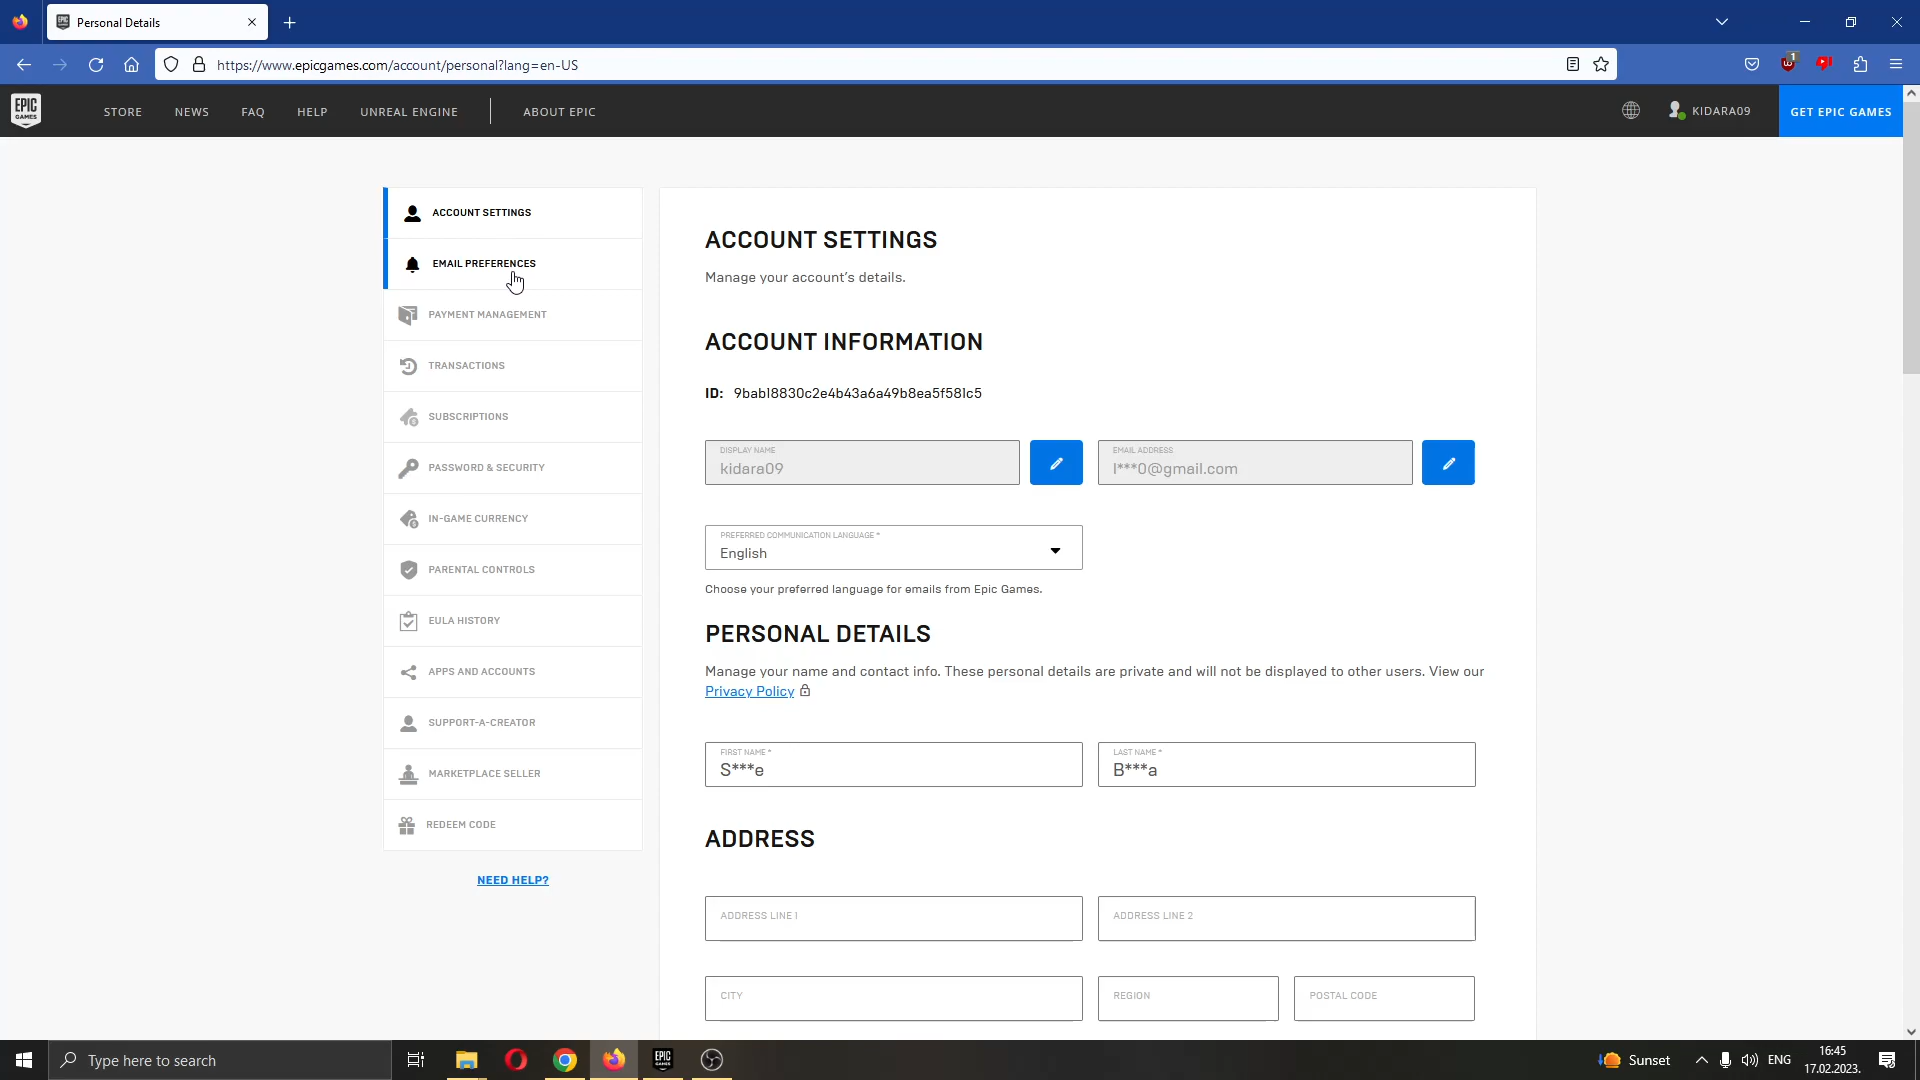 Personal Details
https://www.epicgames.com/account/personal?lang=en-US
1
EPIC GAMES
STORE
NEWS
FAQ
HELP
UNREAL ENGINE
ABOUT EPIC
KIDARA09
GET EPIC GAMES
ACCOUNT SETTINGS
EMAIL PREFERENCES
PAYMENT MANAGEMENT
TRANSACTIONS
SUBSCRIPTIONS
PASSWORD & SECURITY
IN-GAME CURRENCY
PARENTAL CONTROLS
EULA HISTORY
APPS AND ACCOUNTS
SUPPORT-A-CREATOR
MARKETPLACE SELLER
REDEEM CODE
NEED HELP?
ACCOUNT SETTINGS
Manage your account's details.
ACCOUNT INFORMATION
ID: 9bab18830c2e4b43a6a49b8ea5f581c5
DISPLAY NAME
kidara09
EMAIL ADDRESS
l***0@gmail.com
PREFERRED COMMUNICATION LANGUAGE *
English
Choose your preferred language for emails from Epic Games.
PERSONAL DETAILS
Manage your name and contact info. These personal details are private and will not be displayed to other users. View our
Privacy Policy
FIRST NAME *
S***e
LAST NAME *
B***a
ADDRESS
ADDRESS LINE 1
ADDRESS LINE 2
CITY
REGION
POSTAL CODE
Type here to search
EPIC GAMES
Sunset
ENG
16:45
17.02.2023.